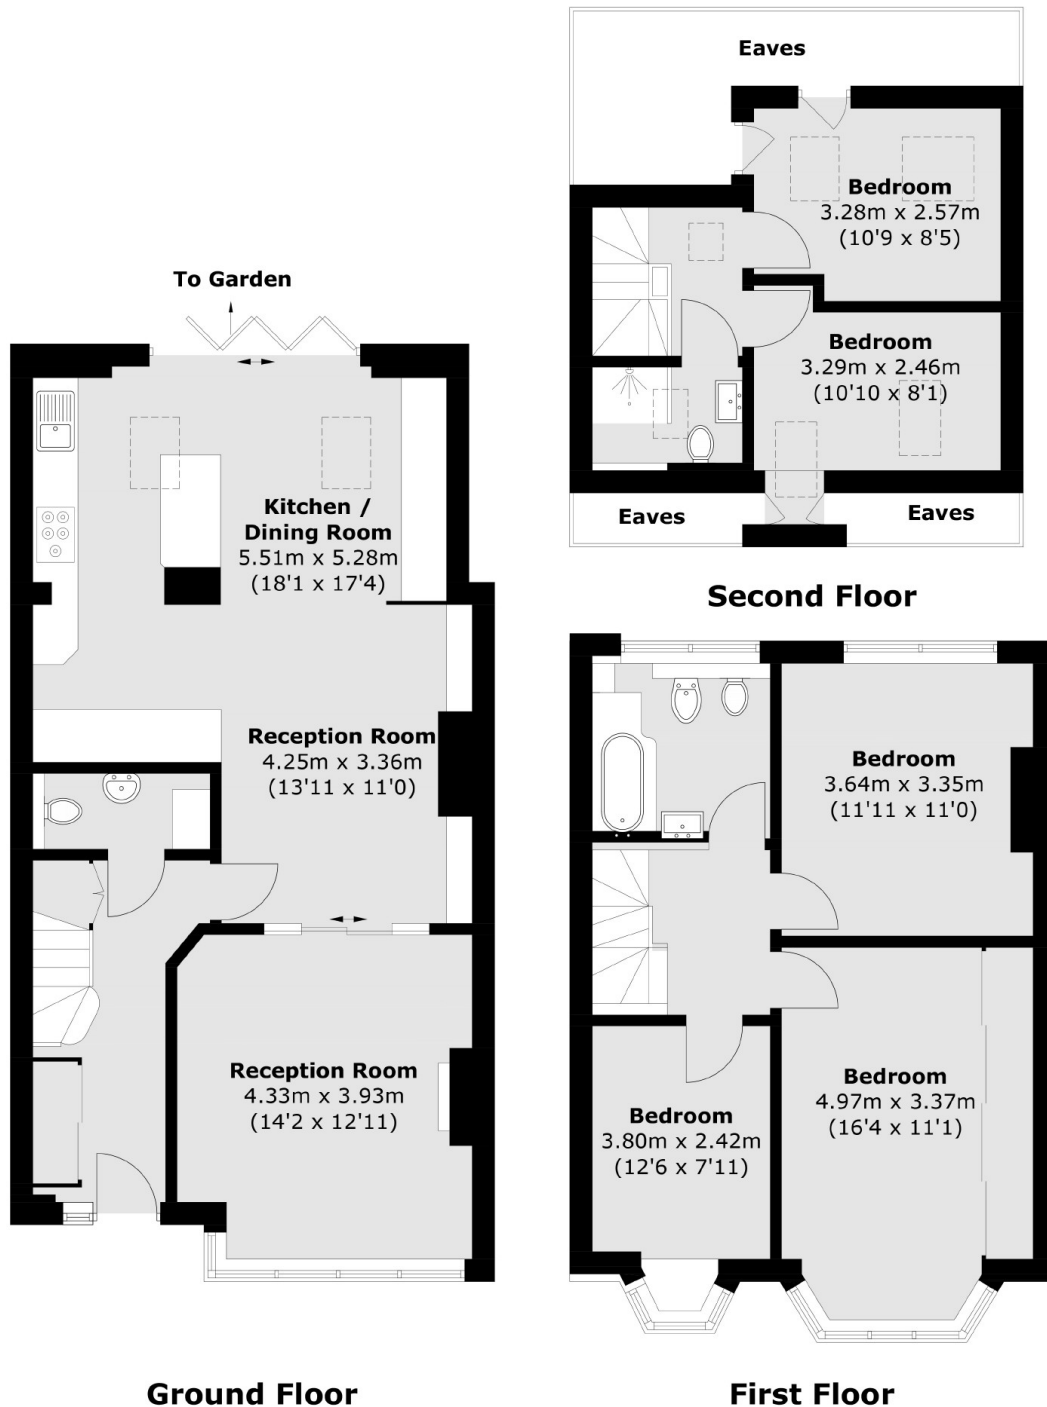 To Garden
Kitchen /
Dining Room
5.51m x 5.28m
(18'1 x 17'4)
Reception Room
4.25m x 3.36m
(13'11 x 11'0)
Reception Room
4.33m x 3.93m
(14'2 x 12'11)
Ground Floor
Eaves
Bedroom
3.28m x 2.57m
(10'9 x 8'5)
Bedroom
3.29m x 2.46m
(10'10 x 8'1)
Eaves
Eaves
Second Floor
Bedroom
3.64m x 3.35m
(11'11 x 11'0)
Bedroom
4.97m x 3.37m
(16'4 x 11'1)
Bedroom
3.80m x 2.42m
(12'6 x 7'11)
First Floor